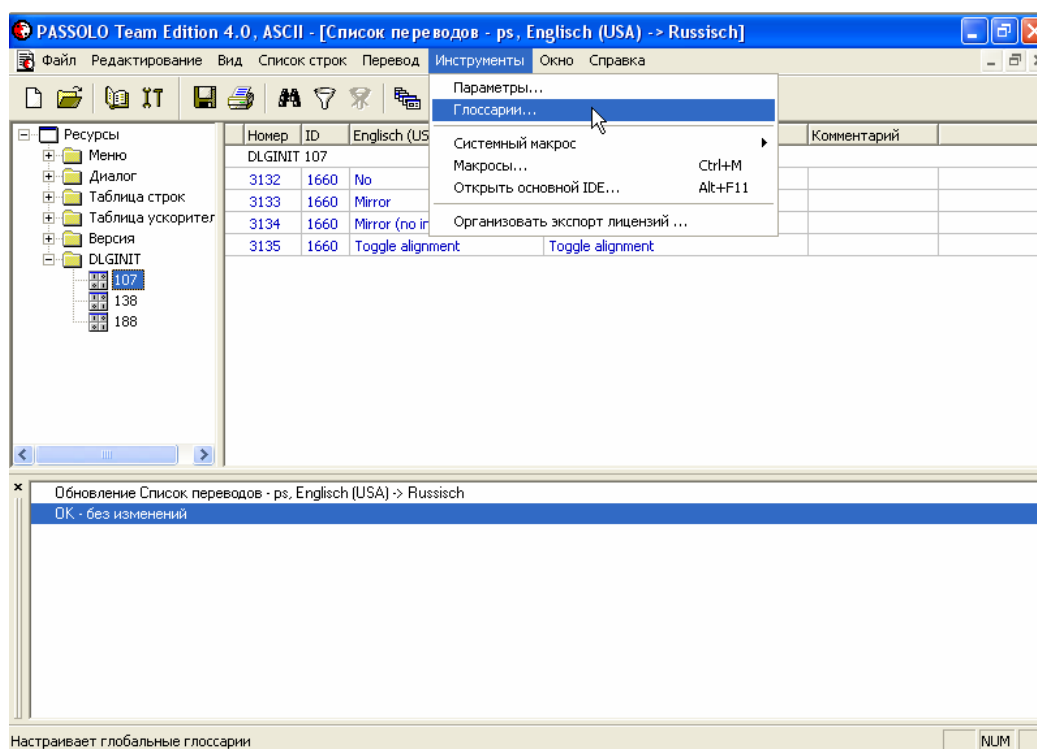 PASSOLO Team Edition 4.0, ASCII - [Список переводов - ps, Englisch (USA) -> Russisch]
Файл Редактирование Вид Список строк Перевод Инструменты Окно Справка
Параметры...
Глоссарии...
Системный макрос
Макросы... Ctrl+M
Открыть основной IDE... Alt+F11
Организовать экспорт лицензий ...
Ресурсы
Меню
Диалог
Таблица строк
Таблица ускорител
Версия
DLGINIT
107
138
188
Номер ID Englisch (US Комментарий
DLGINIT 107
3132 1660 No
3133 1660 Mirror
3134 1660 Mirror (no in
3135 1660 Toggle alignment Toggle alignment
Обновление Список переводов - ps, Englisch (USA) -> Russisch
OK - без изменений
Настраивает глобальные глоссарии NUM